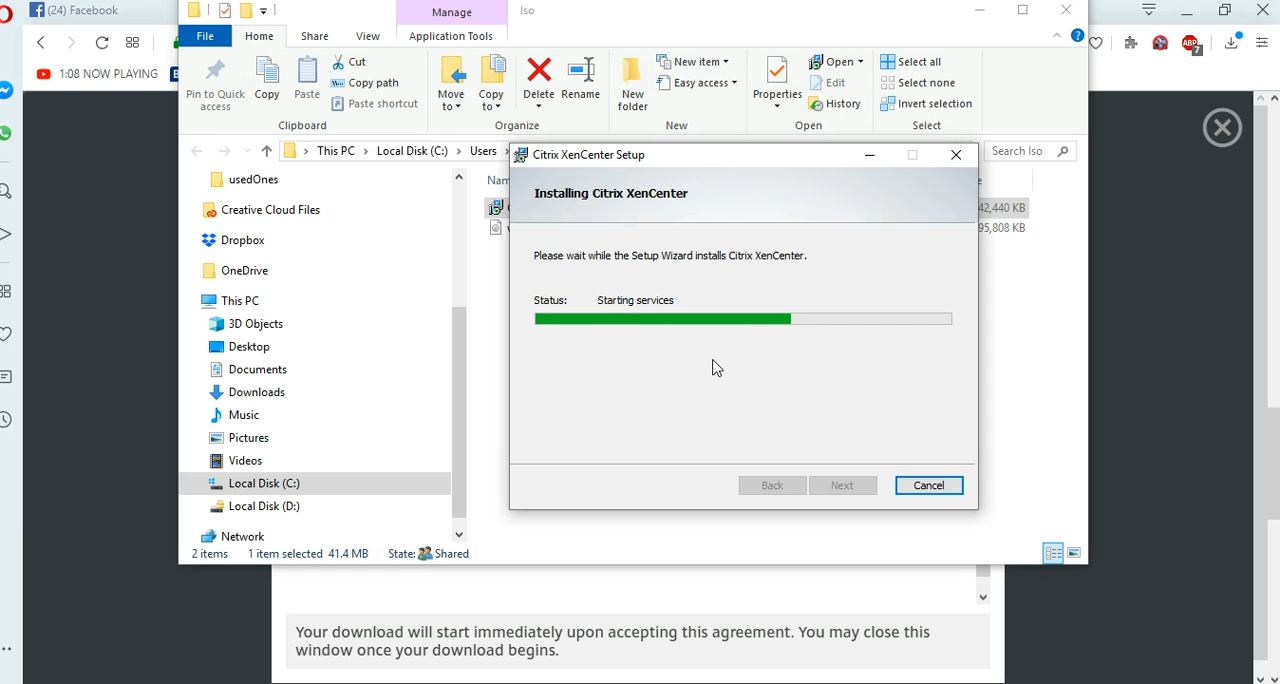 (24) Facebook
1:08 NOW PLAYING
7
Manage
Iso
File
Home
Share
View
Application Tools
Pin to Quick access
Copy
Paste
Cut
Copy path
Paste shortcut
Clipboard
Move to
Copy to
Delete
Rename
Organize
New folder
New item
Easy access
New
Properties
Open
Edit
History
Open
Select all
Select none
Invert selection
Select
This PC > Local Disk (C:) > Users >
Search Iso
usedOnes
Creative Cloud Files
Dropbox
OneDrive
This PC
3D Objects
Desktop
Documents
Downloads
Music
Pictures
Videos
Local Disk (C:)
Local Disk (D:)
Network
42,440 KB
95,808 KB
Citrix XenCenter Setup
Installing Citrix XenCenter
Please wait while the Setup Wizard installs Citrix XenCenter.
Status: Starting services
Back
Next
Cancel
2 items 1 item selected 41.4 MB State: Shared
Your download will start immediately upon accepting this agreement. You may close this
window once your download begins.